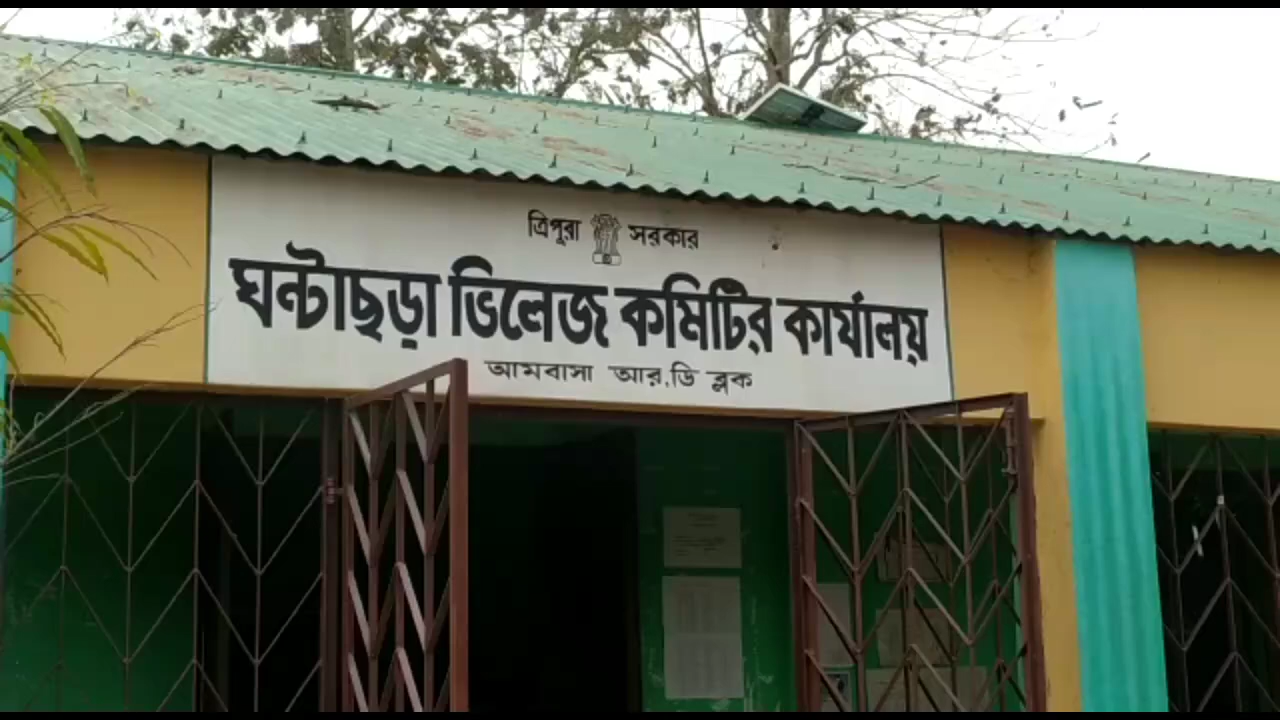 ত্রিপুরা সরকার
ঘন্টাছড়া ভিলেজ কমিটির কার্যালয়
আমবাসা আর.ডি ব্লক